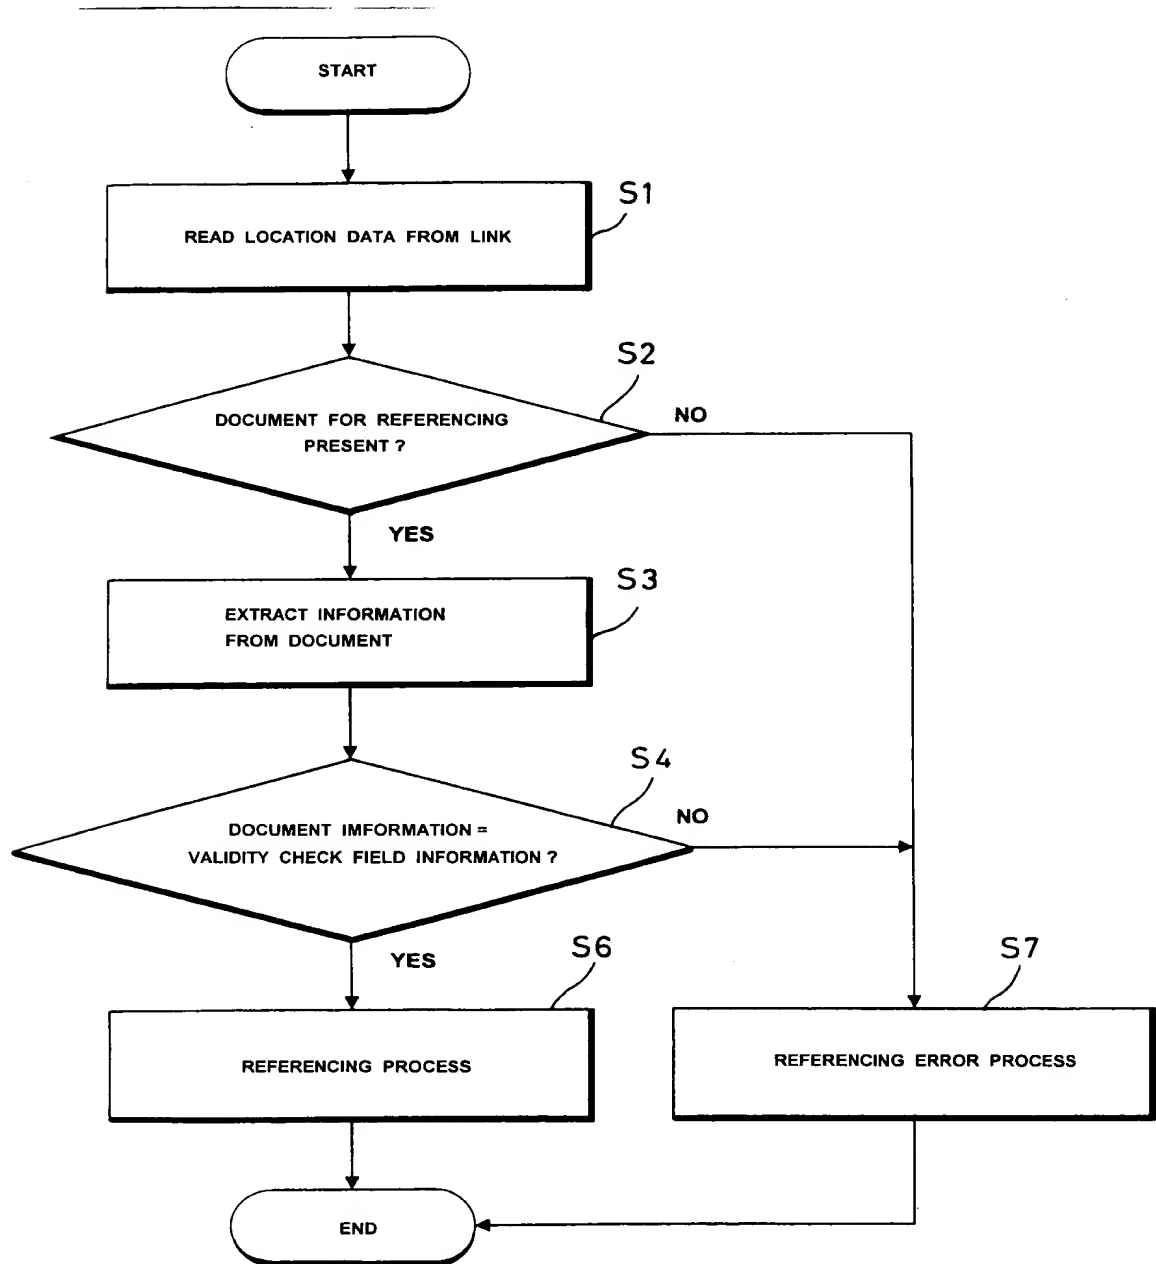 START
S1
READ LOCATION DATA FROM LINK
S2
DOCUMENT FOR REFERENCING
PRESENT ?
NO
YES
S3
EXTRACT INFORMATION
FROM DOCUMENT
S4
DOCUMENT IMFORMATION =
VALIDITY CHECK FIELD INFORMATION ?
NO
YES
S6
REFERENCING PROCESS
S7
REFERENCING ERROR PROCESS
END